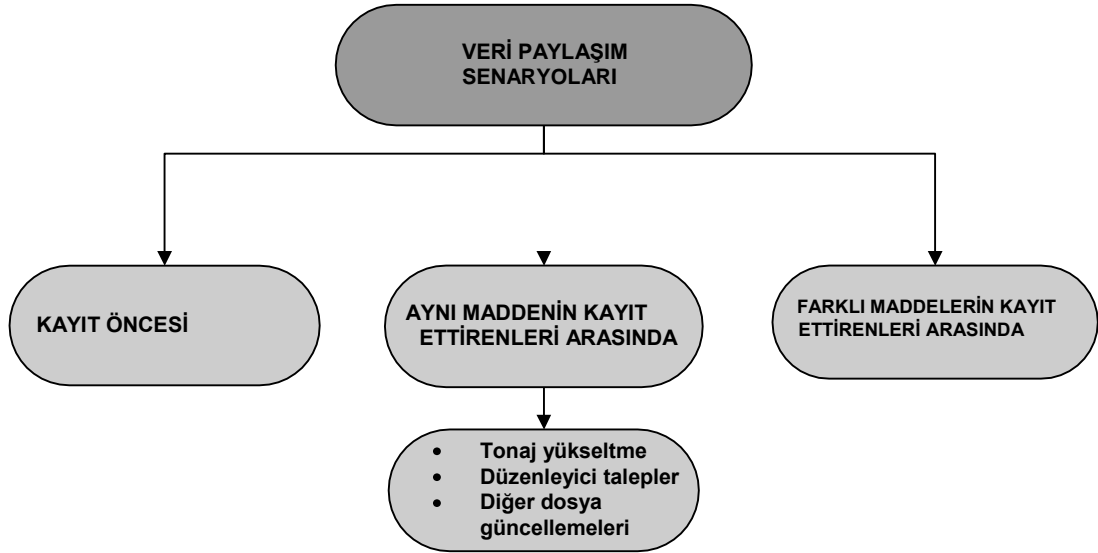 VERİ PAYLAŞIM
SENARYOLARI
KAYIT ÖNCESİ
AYNI MADDENİN KAYIT
ETTİRENLERİ ARASINDA
FARKLI MADDELERİN KAYIT
ETTİRENLERİ ARASINDA
• Tonaj yükseltme
• Düzenleyici talepler
• Diğer dosya
güncellemeleri